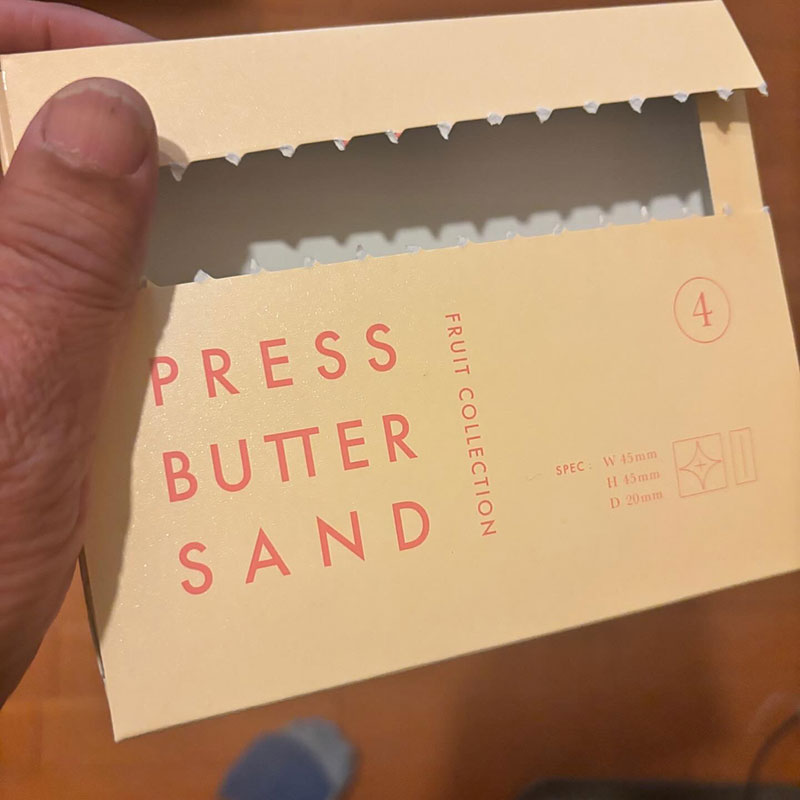 PRESS
BUTTER
SAND
FRUIT COLLECTION
4
SPEC: W 45mm
H 45mm
D 20mm